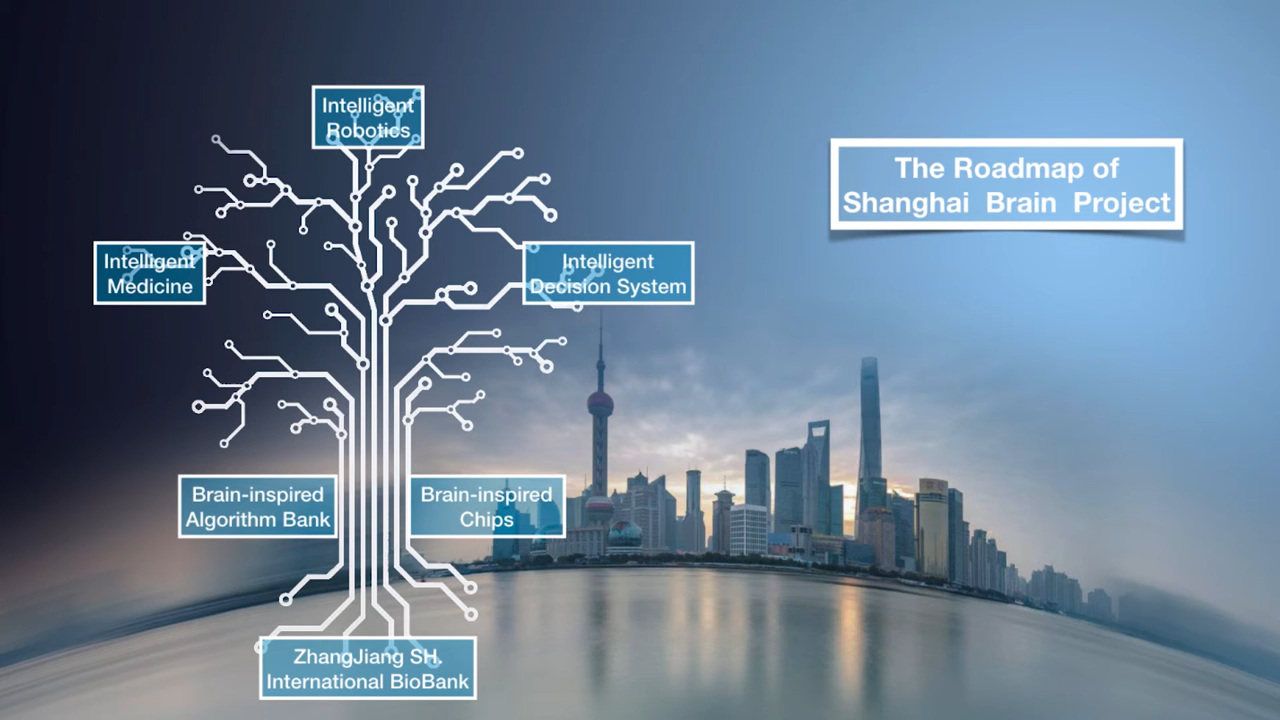 Intelligent
Robotics
The Roadmap of
Shanghai Brain Project
Intelligent
Medicine
Intelligent
Decision System
Brain-inspired
Algorithm Bank
Brain-inspired
Chips
ZhangJiang SH.
International BioBank